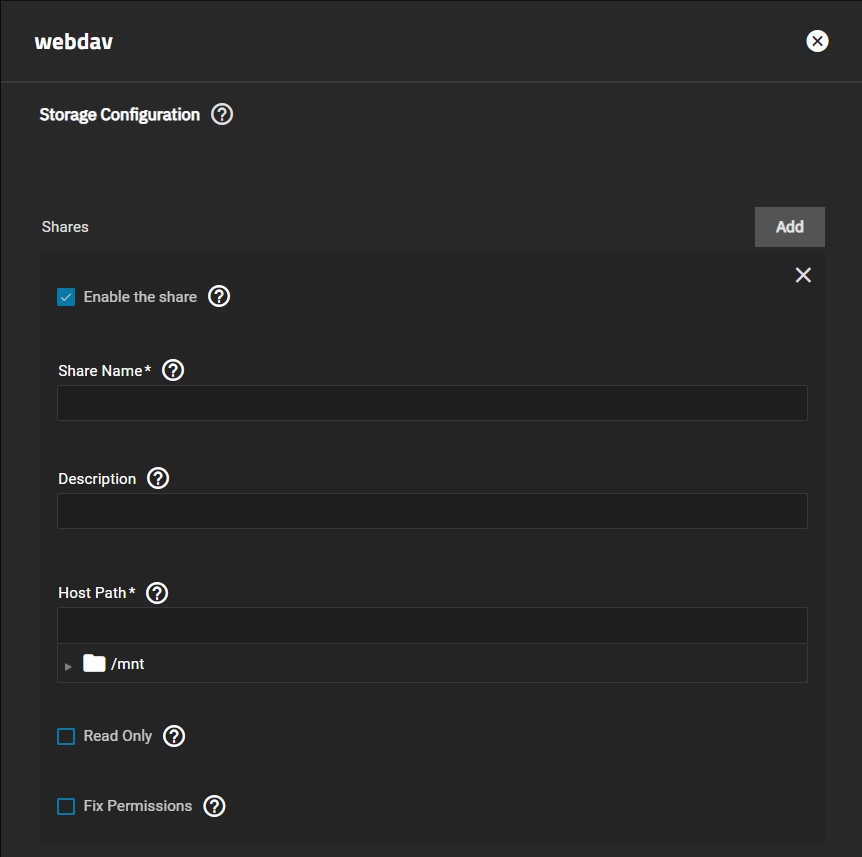 webdav
Storage Configuration
Shares
Add
Enable the share
Share Name*
Description
Host Path*
/mnt
Read Only
Fix Permissions